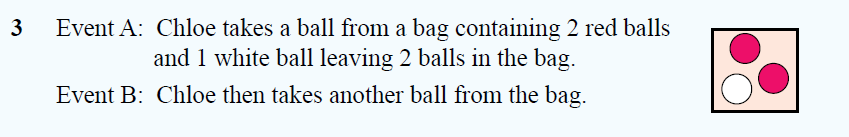 3 Event A: Chloe takes a ball from a bag containing 2 red balls
and 1 white ball leaving 2 balls in the bag.
Event B: Chloe then takes another ball from the bag.